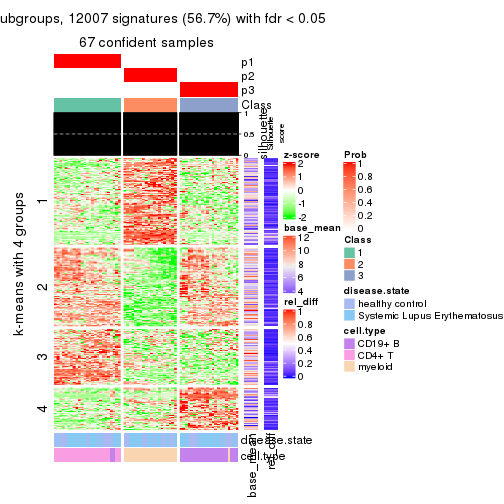 ubgroups, 12007 signatures (56.7%) with fdr < 0.05
67 confident samples
p1
p2
p3
Class
1
0.5
0
Silhouette
score
silhouette
k-means with 4 groups
1
2
3
4
disease.state
cell.type
base_mean
rel_diff
z-score
2
1
0
-1
-2
base_mean
12
10
8
6
4
rel_diff
1
0.8
0.6
0.4
0.2
0
Prob
1
0.8
0.6
0.4
0.2
0
Class
1
2
3
disease.state
healthy control
Systemic Lupus Erythematosus
cell.type
CD19+ B
CD4+ T
myeloid